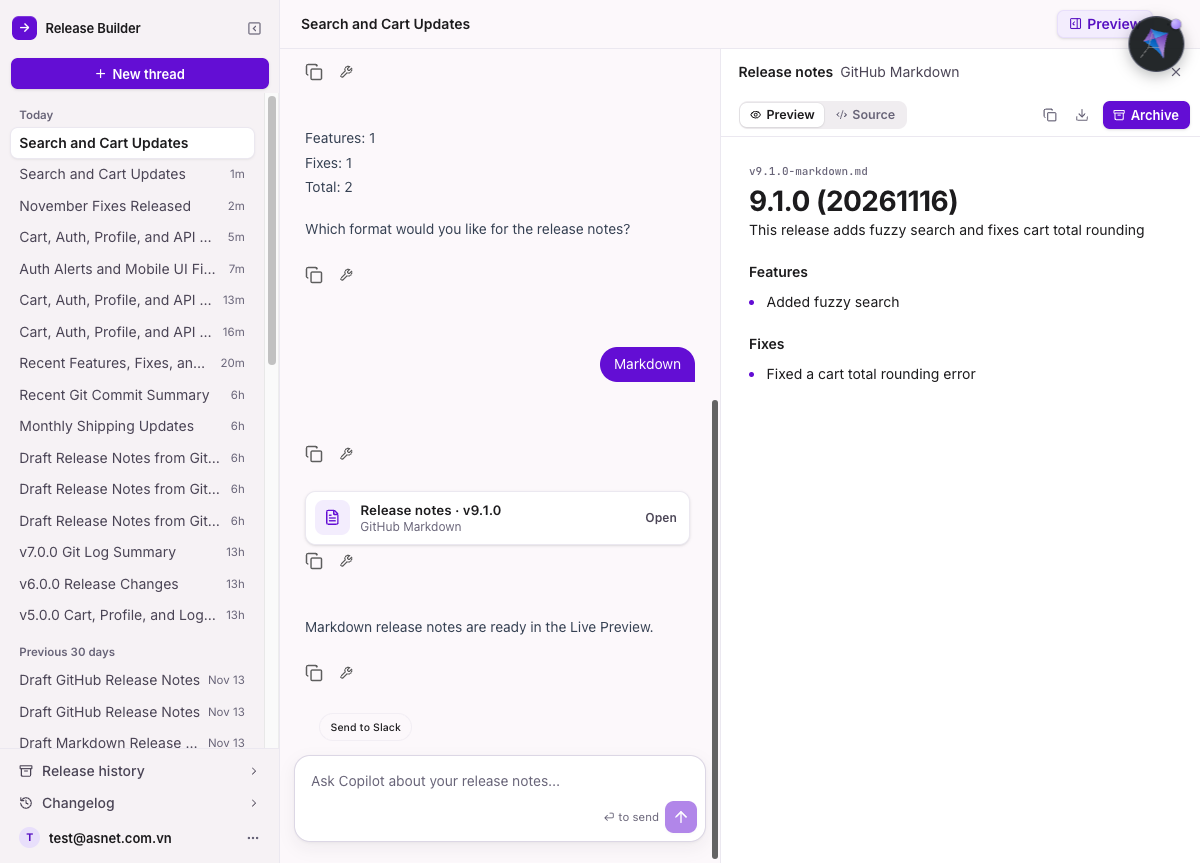 Release Builder
New thread
Today
Search and Cart Updates
Search and Cart Updates 1m
November Fixes Released 2m
Cart, Auth, Profile, and API ... 5m
Auth Alerts and Mobile UI Fi... 7m
Cart, Auth, Profile, and API ... 13m
Cart, Auth, Profile, and API ... 16m
Recent Features, Fixes, an... 20m
Recent Git Commit Summary 6h
Monthly Shipping Updates 6h
Draft Release Notes from Git... 6h
Draft Release Notes from Git... 6h
Draft Release Notes from Git... 6h
v7.0.0 Git Log Summary 13h
v6.0.0 Release Changes 13h
v5.0.0 Cart, Profile, and Log... 13h
Previous 30 days
Draft GitHub Release Notes Nov 13
Draft GitHub Release Notes Nov 13
Draft Markdown Release ... Nov 13
Release history
Changelog
T test@asnet.com.vn
Search and Cart Updates
Preview
Features: 1
Fixes: 1
Total: 2
Which format would you like for the release notes?
Markdown
Release notes · v9.1.0
GitHub Markdown
Open
Markdown release notes are ready in the Live Preview.
Send to Slack
Ask Copilot about your release notes...
to send
Release notes GitHub Markdown
Preview Source Archive
v9.1.0-markdown.md
9.1.0 (20261116)
This release adds fuzzy search and fixes cart total rounding
Features
Added fuzzy search
Fixes
Fixed a cart total rounding error